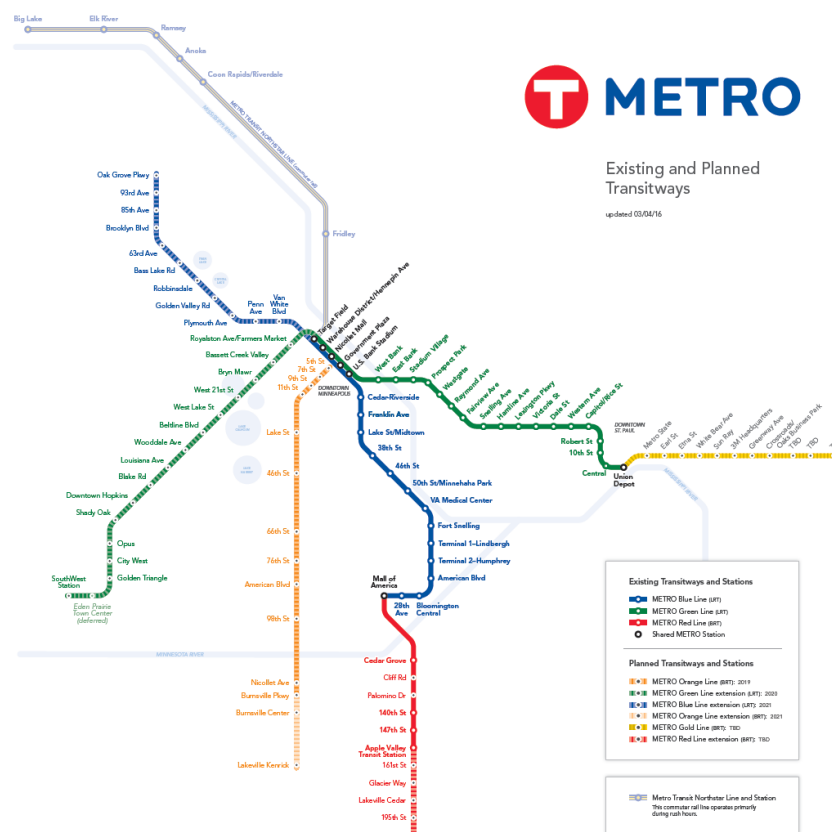 Big Lake
Elk River
Ramsey
Anoka
Coon Rapids/Riverdale
METRO TRANSIT NORTHSTAR LINE
MISSISSIPPI RIVER
Fridley
T METRO
Existing and Planned
Transitways
updated 03/04/16
Oak Grove Pkwy
93rd Ave
85th Ave
Brooklyn Blvd
63rd Ave
Bass Lake Rd
Robbinsdale
Golden Valley Rd
Plymouth Ave
Penn
Ave
Van
White
Blvd
Target Field
Warehouse District/Hennepin Ave
Nicollet Mall
Government Plaza
U.S. Bank Stadium
Royalston Ave/Farmers Market
Bassett Creek Valley
Bryn Mawr
West 21st St
West Lake St
Beltline Blvd
Wooddale Ave
Louisiana Ave
Blake Rd
Downtown Hopkins
Shady Oak
Opus
City West
Golden Triangle
SouthWest
Station
Eden Prairie
Town Center
(deferred)
5th St
7th St
9th St
11th St
DOWNTOWN
MINNEAPOLIS
Lake St
46th St
66th St
76th St
American Blvd
98th St
Nicollet Ave
Burnsville Pkwy
Burnsville Center
Lakeville Kenrick
West Bank
East Bank
Stadium Village
Prospect Park
Westgate
Raymond Ave
Fairview Ave
Snelling Ave
Hamline Ave
Lexington Pkwy
Victoria St
Dale St
Western Ave
Capitol/Rice St
Robert St
10th St
Central
DOWNTOWN
ST. PAUL
Union
Depot
Metro State
Earl St
Etna St
White Bear Ave
Sun Ray
3M Headquarters
Greenway Ave
Crossroads/
Oaks Business Park
TBD
TBD
MISSISSIPPI RIVER
Cedar-Riverside
Franklin Ave
Lake St/Midtown
38th St
46th St
50th St/Minnehaha Park
VA Medical Center
Fort Snelling
Terminal 1–Lindbergh
Terminal 2–Humphrey
American Blvd
Mall of
America
28th
Ave
Bloomington
Central
MINNESOTA RIVER
Cedar Grove
Cliff Rd
Palomino Dr
140th St
147th St
Apple Valley
Transit Station
161st St
Glacier Way
Lakeville Cedar
195th St
Existing Transitways and Stations
METRO Blue Line (LRT)
METRO Green Line (LRT)
METRO Red Line (BRT)
Shared METRO Station
Planned Transitways and Stations
METRO Orange Line (BRT): 2019
METRO Green Line extension (LRT): 2020
METRO Blue Line extension (LRT): 2021
METRO Orange Line extension (BRT): 2021
METRO Gold Line (BRT): TBD
METRO Red Line extension (BRT): TBD
Metro Transit Northstar Line and Station
This commuter rail line operates primarily
during rush hours.